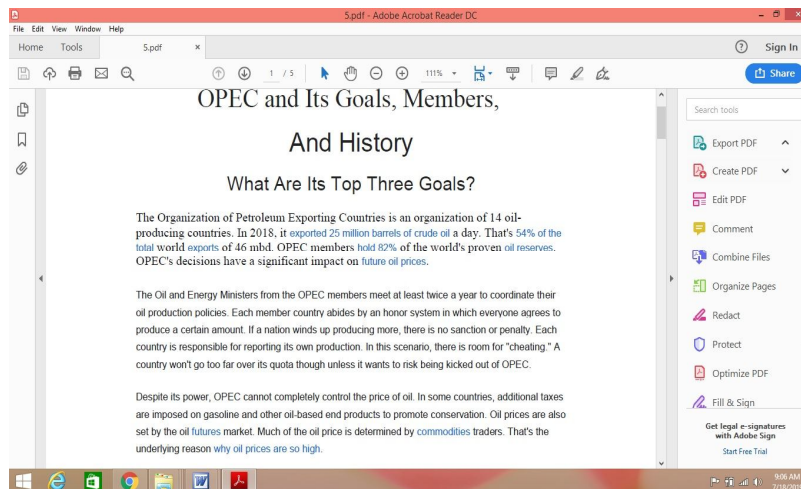 5.pdf - Adobe Acrobat Reader DC
File Edit View Window Help
Home Tools 5.pdf × ? Sign In
1 / 5 111% Share
OPEC and Its Goals, Members,
And History
What Are Its Top Three Goals?
The Organization of Petroleum Exporting Countries is an organization of 14 oil-
producing countries. In 2018, it exported 25 million barrels of crude oil a day. That's 54% of the
total world exports of 46 mbd. OPEC members hold 82% of the world's proven oil reserves.
OPEC's decisions have a significant impact on future oil prices.
The Oil and Energy Ministers from the OPEC members meet at least twice a year to coordinate their
oil production policies. Each member country abides by an honor system in which everyone agrees to
produce a certain amount. If a nation winds up producing more, there is no sanction or penalty. Each
country is responsible for reporting its own production. In this scenario, there is room for "cheating." A
country won't go too far over its quota though unless it wants to risk being kicked out of OPEC.
Despite its power, OPEC cannot completely control the price of oil. In some countries, additional taxes
are imposed on gasoline and other oil-based end products to promote conservation. Oil prices are also
set by the oil futures market. Much of the oil price is determined by commodities traders. That's the
underlying reason why oil prices are so high.
Search tools
Export PDF
Create PDF
Edit PDF
Comment
Combine Files
Organize Pages
Redact
Protect
Optimize PDF
Fill & Sign
Get legal e-signatures
with Adobe Sign
Start Free Trial
9:06 AM